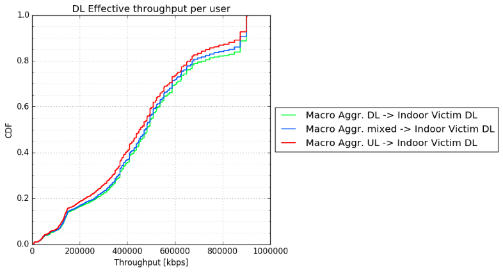 DL Effective throughput per user
1.0
0.8
0.6
0.4
0.2
0.0
0
200000
400000
600000
800000
1000000
CDF
Throughput [kbps]
Macro Aggr. DL -> Indoor Victim DL
Macro Aggr. mixed -> Indoor Victim DL
Macro Aggr. UL -> Indoor Victim DL